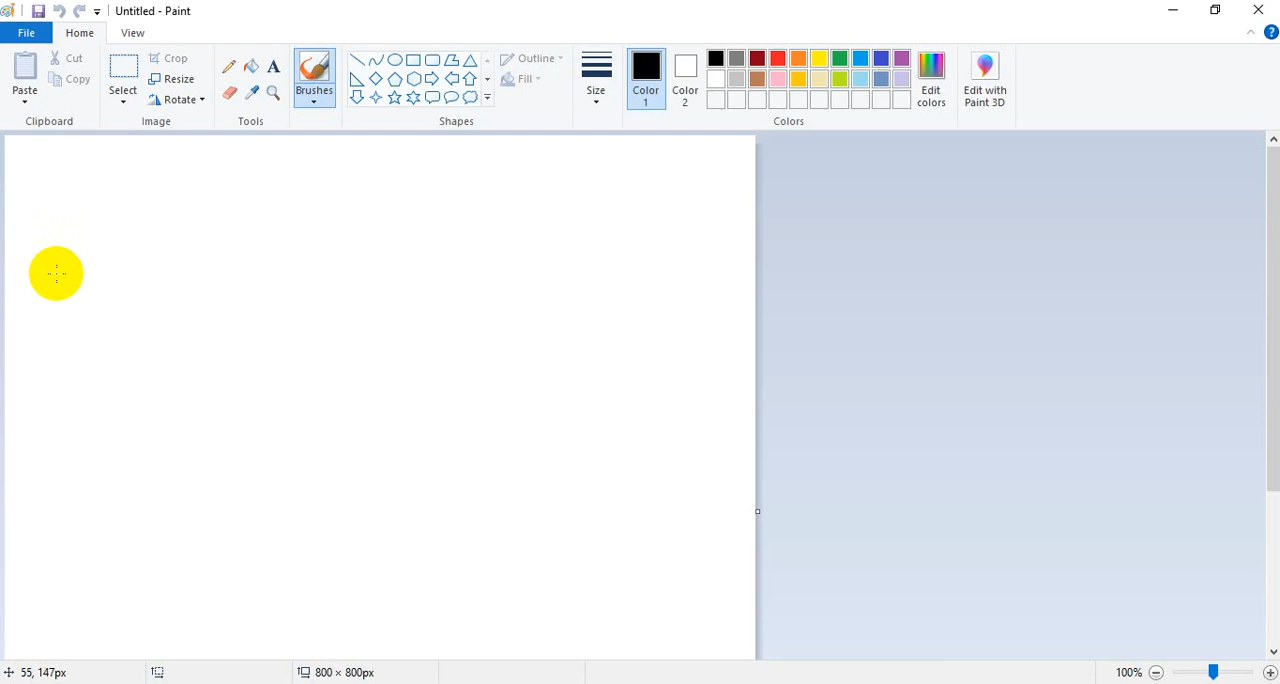 Untitled - Paint
File
Home
View
Paste
Cut
Copy
Clipboard
Select
Crop
Resize
Rotate
Image
A
Tools
Brushes
Outline
Fill
Shapes
Size
Color
1
Color
2
Edit
colors
Colors
Edit with
Paint 3D
?
55, 147px
800 × 800px
100%